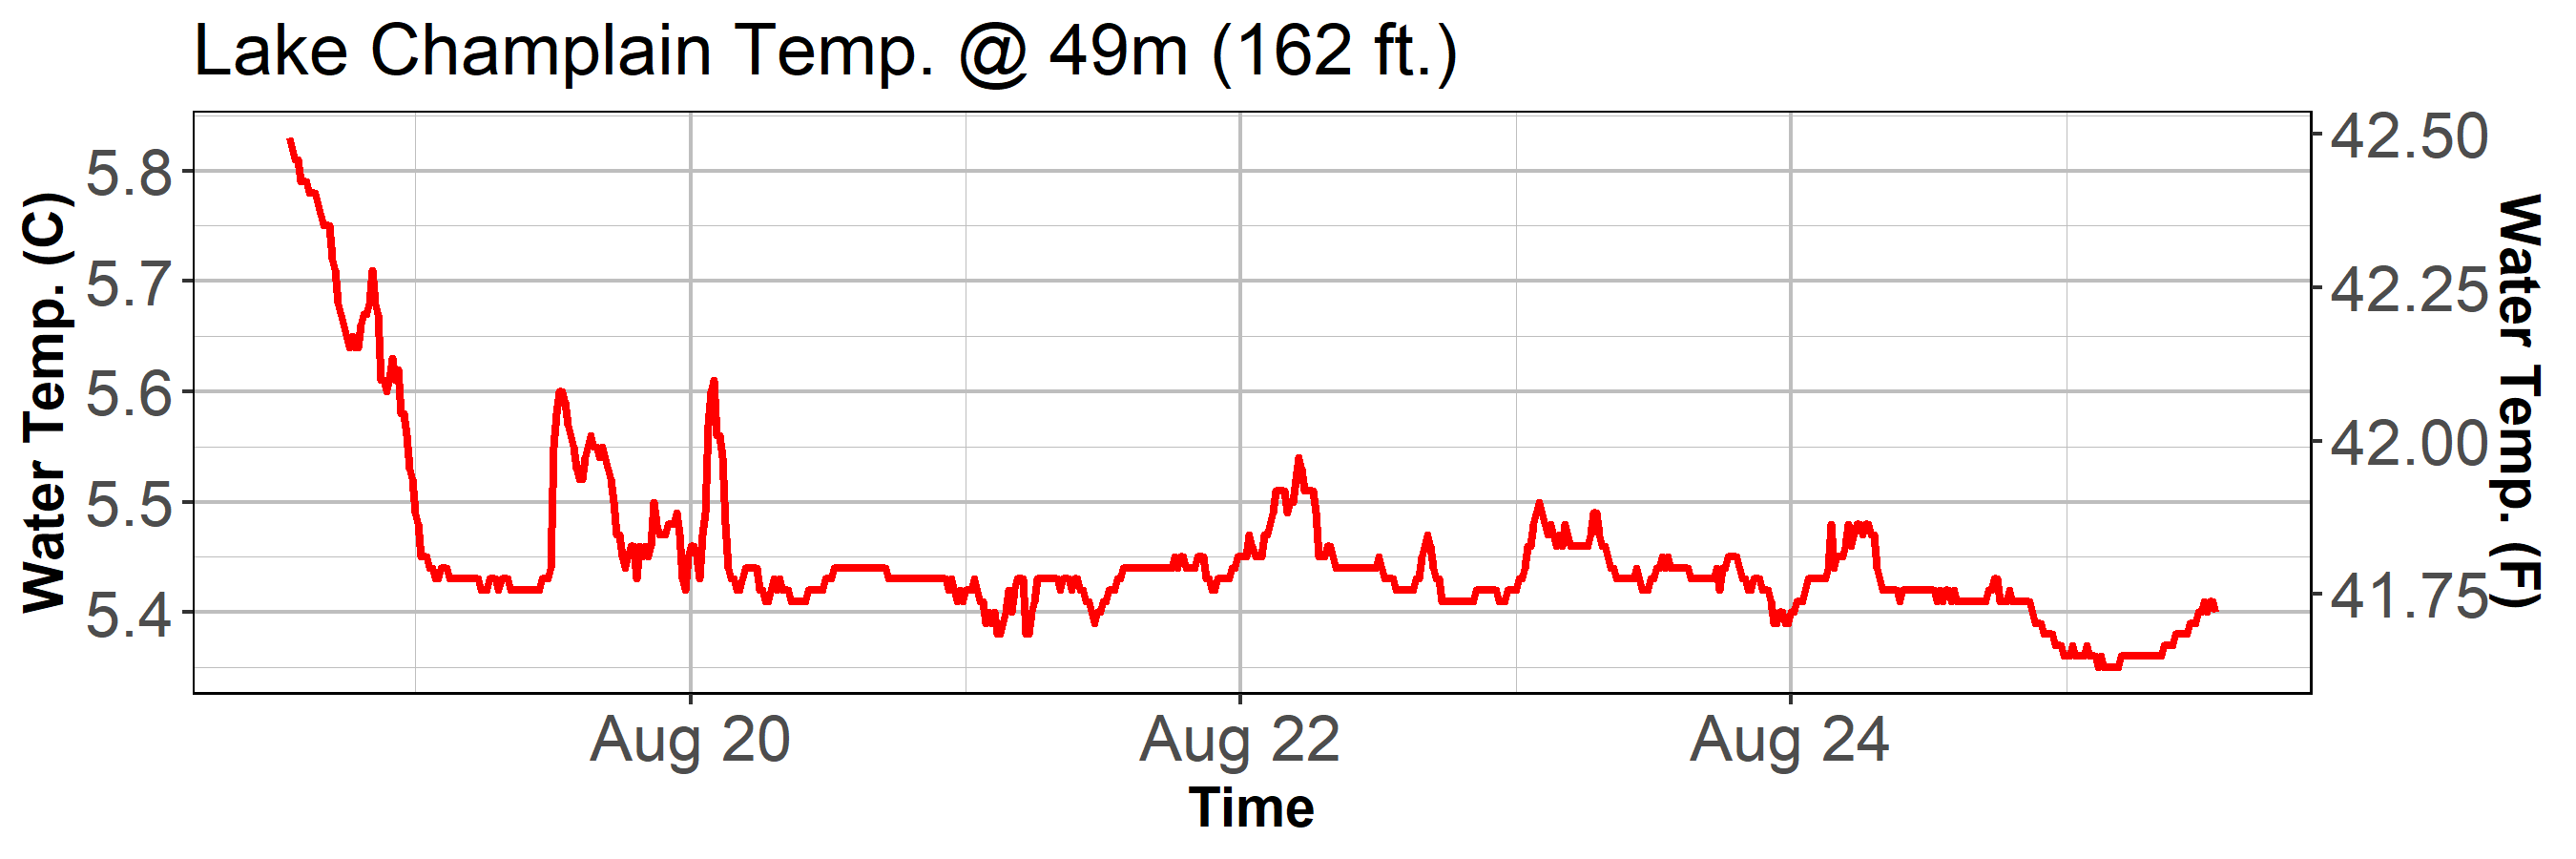 Lake Champlain Temp. @ 49m (162 ft.)
Water Temp. (C)
5.8
5.7
5.6
5.5
5.4
42.50
42.25
42.00
41.75
Water Temp. (F)
Aug 20
Aug 22
Aug 24
Time